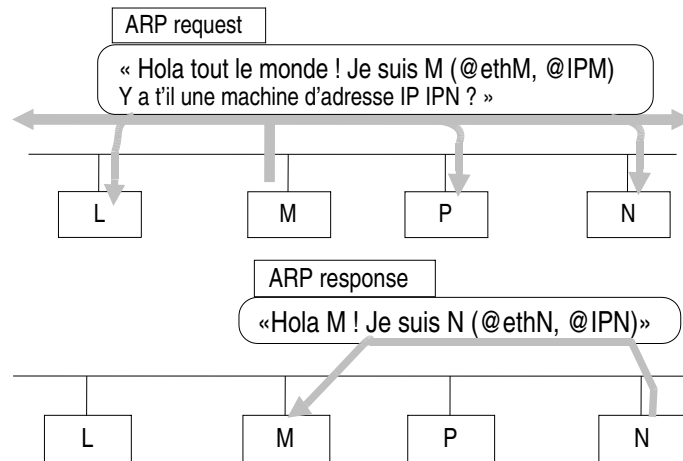 ARP request
« Hola tout le monde ! Je suis M (@ethM, @IPM)
Y a t'il une machine d'adresse IP IPN ? »
L M P N
ARP response
«Hola M ! Je suis N (@ethN, @IPN)»
L M P N